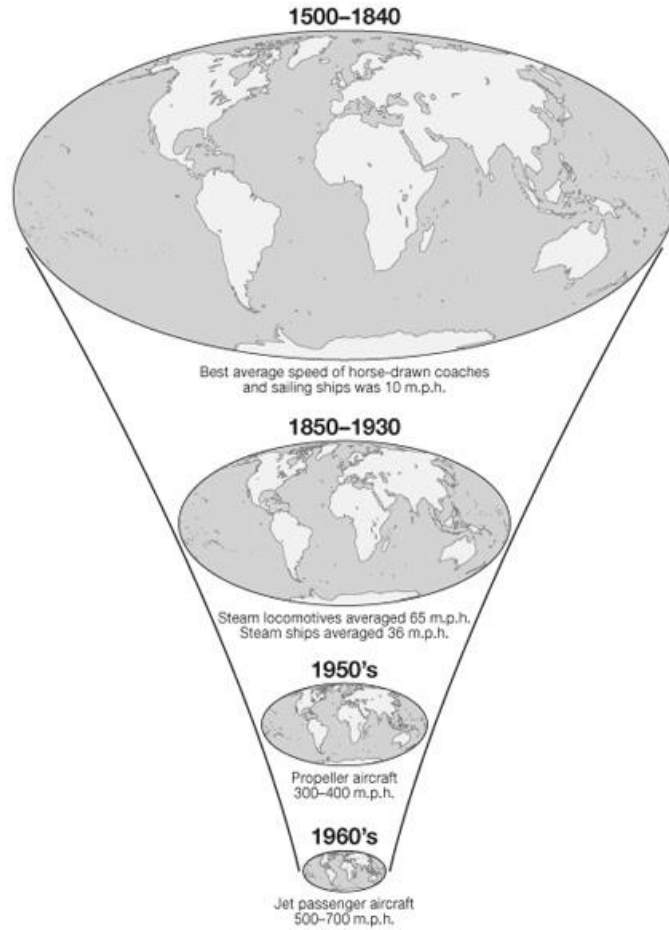 1500–1840
Best average speed of horse-drawn coaches
and sailing ships was 10 m.p.h.
1850–1930
Steam locomotives averaged 65 m.p.h.
Steam ships averaged 36 m.p.h.
1950's
Propeller aircraft
300–400 m.p.h.
1960's
Jet passenger aircraft
500–700 m.p.h.